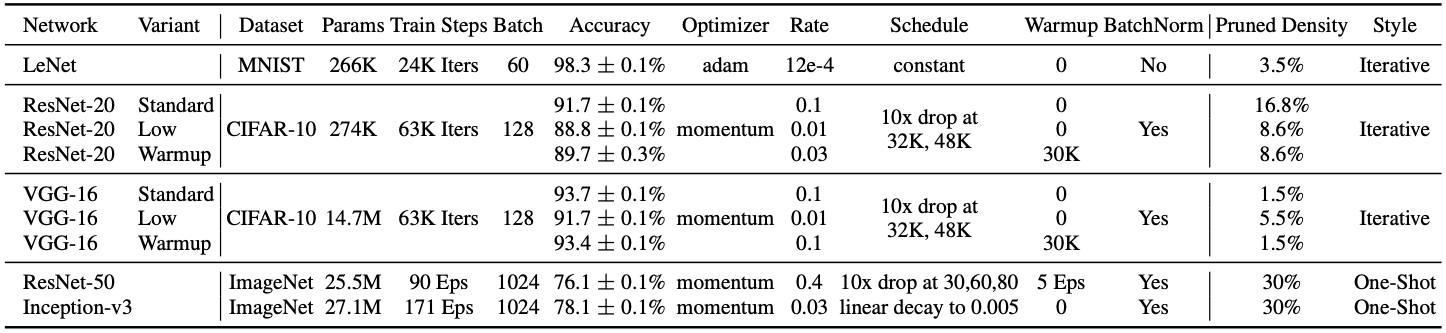 Network Variant Dataset Params Train Steps Batch Accuracy Optimizer Rate Schedule Warmup BatchNorm Pruned Density Style
LeNet MNIST 266K 24K Iters 60 98.3 ± 0.1% adam 12e-4 constant 0 No 3.5% Iterative
ResNet-20 Standard 91.7 ± 0.1% 0.1 0 16.8%
ResNet-20 Low CIFAR-10 274K 63K Iters 128 88.8 ± 0.1% momentum 0.01 10x drop at 32K, 48K 0 Yes 8.6% Iterative
ResNet-20 Warmup 89.7 ± 0.3% 0.03 30K 8.6%
VGG-16 Standard 93.7 ± 0.1% 0.1 0 1.5%
VGG-16 Low CIFAR-10 14.7M 63K Iters 128 91.7 ± 0.1% momentum 0.01 10x drop at 32K, 48K 0 Yes 5.5% Iterative
VGG-16 Warmup 93.4 ± 0.1% 0.1 30K 1.5%
ResNet-50 ImageNet 25.5M 90 Eps 1024 76.1 ± 0.1% momentum 0.4 10x drop at 30,60,80 5 Eps Yes 30% One-Shot
Inception-v3 ImageNet 27.1M 171 Eps 1024 78.1 ± 0.1% momentum 0.03 linear decay to 0.005 0 Yes 30% One-Shot